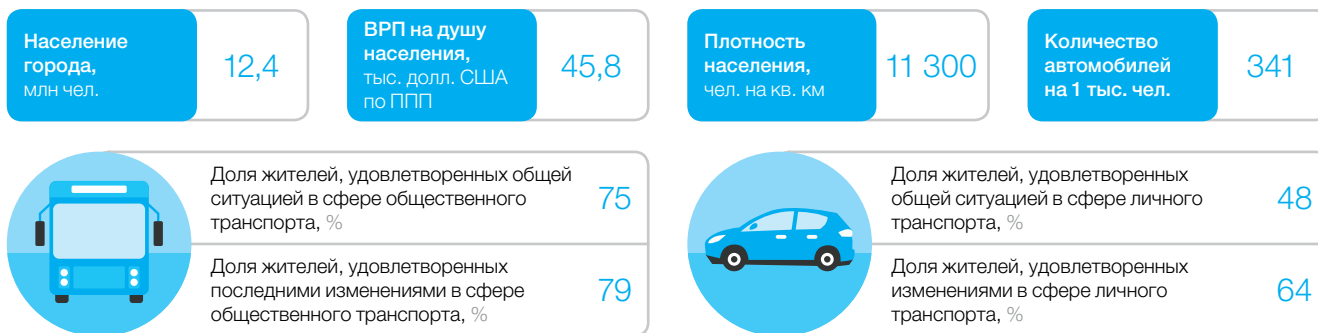 Население
города,
млн чел.
12,4
ВРП на душу
населения,
тыс. долл. США
по ППП
45,8
Плотность
населения,
чел. на кв. км
11 300
Количество
автомобилей
на 1 тыс. чел.
341
Доля жителей, удовлетворенных общей
ситуацией в сфере общественного
транспорта, %
75
Доля жителей, удовлетворенных
последними изменениями в сфере
общественного транспорта, %
79
Доля жителей, удовлетворенных
общей ситуацией в сфере личного
транспорта, %
48
Доля жителей, удовлетворенных
изменениями в сфере личного
транспорта, %
64